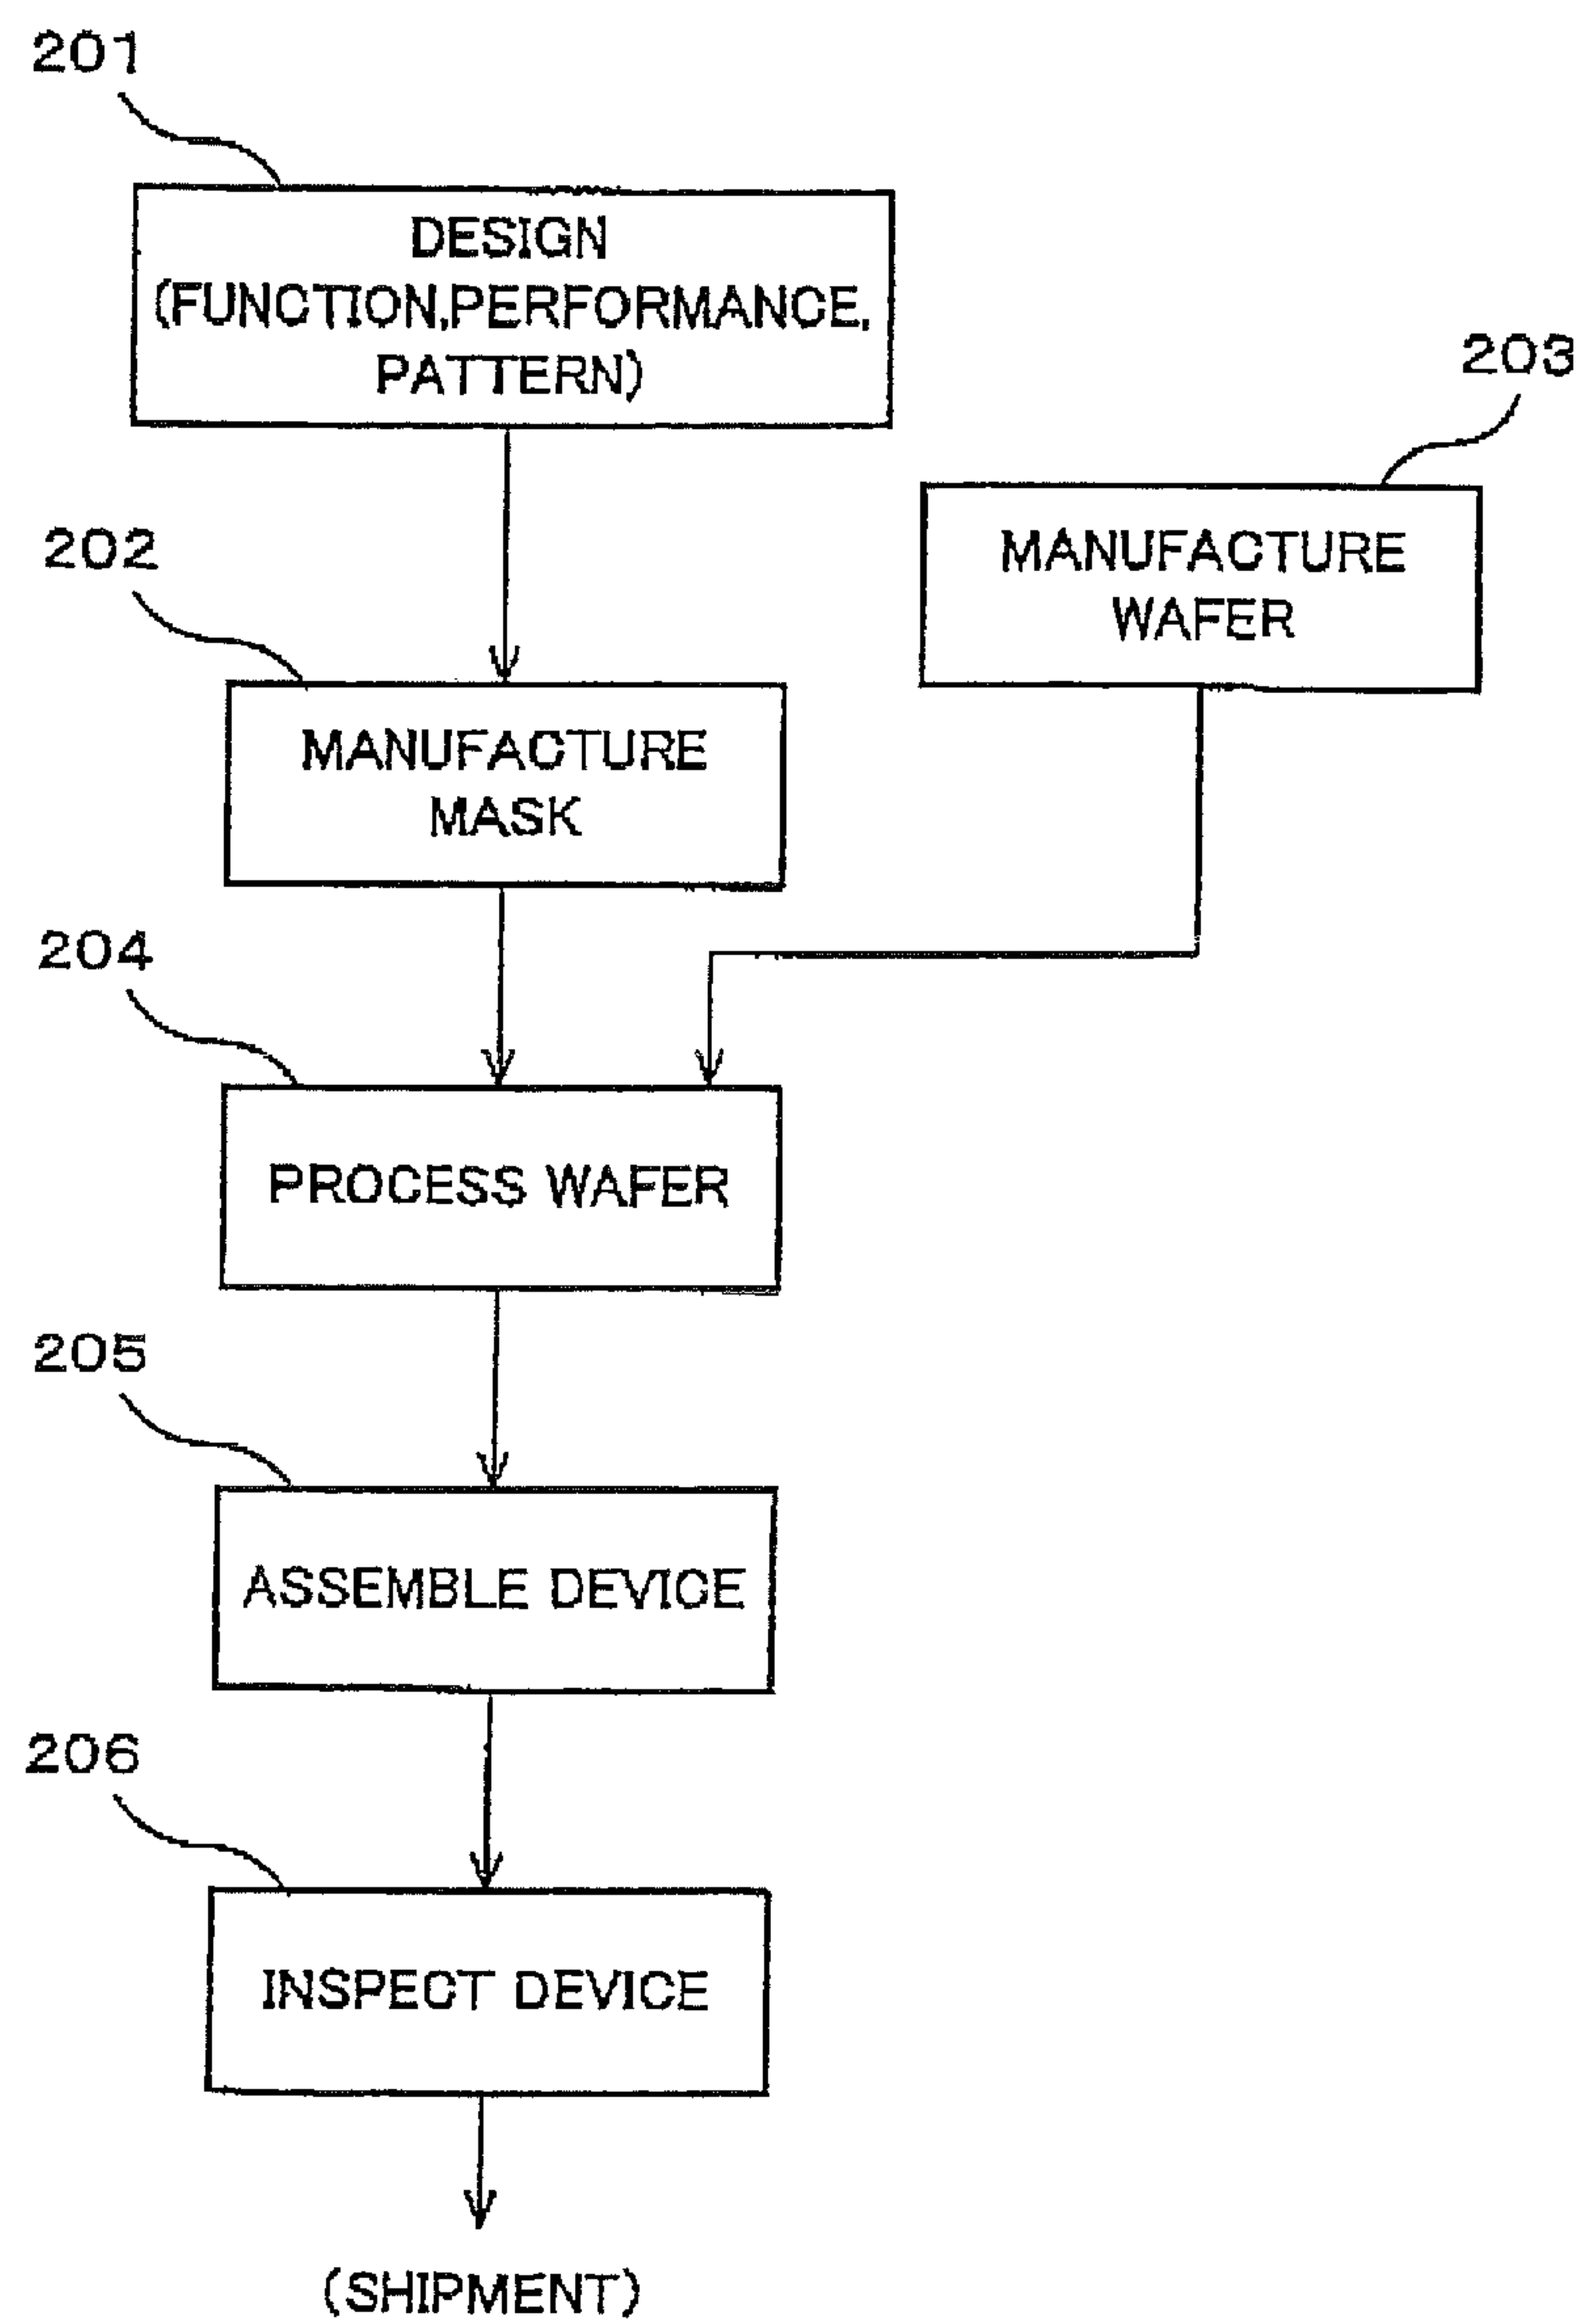 201
DESIGN
(FUNCTION,PERFORMANCE,
PATTERN)
203
MANUFACTURE
WAFER
202
MANUFACTURE
MASK
204
PROCESS WAFER
205
ASSEMBLE DEVICE
206
INSPECT DEVICE
(SHIPMENT)